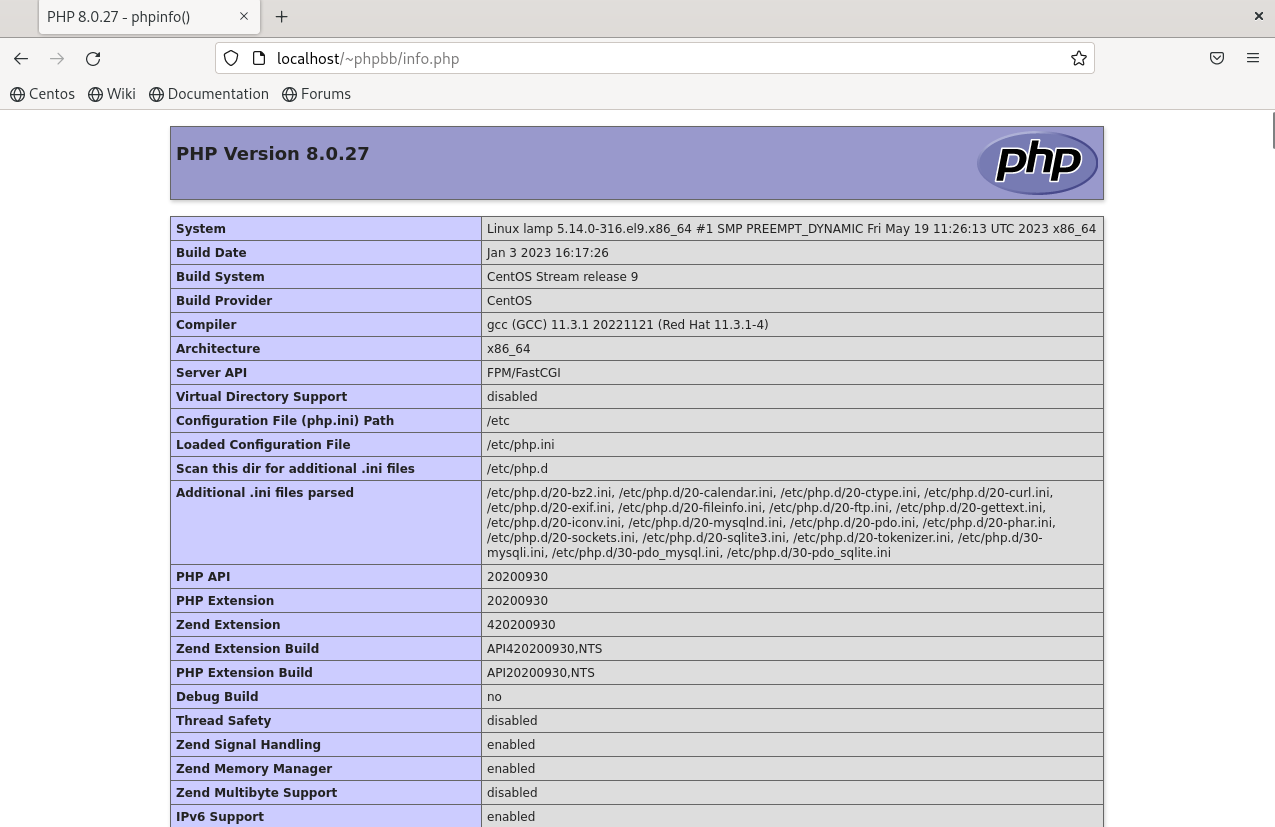 PHP 8.0.27 - phpinfo()
localhost/~phpbb/info.php
Centos Wiki Documentation Forums
PHP Version 8.0.27
php
System Linux lamp 5.14.0-316.el9.x86_64 #1 SMP PREEMPT_DYNAMIC Fri May 19 11:26:13 UTC 2023 x86_64
Build Date Jan 3 2023 16:17:26
Build System CentOS Stream release 9
Build Provider CentOS
Compiler gcc (GCC) 11.3.1 20221121 (Red Hat 11.3.1-4)
Architecture x86_64
Server API FPM/FastCGI
Virtual Directory Support disabled
Configuration File (php.ini) Path /etc
Loaded Configuration File /etc/php.ini
Scan this dir for additional .ini files /etc/php.d
Additional .ini files parsed /etc/php.d/20-bz2.ini, /etc/php.d/20-calendar.ini, /etc/php.d/20-ctype.ini, /etc/php.d/20-curl.ini,
/etc/php.d/20-exif.ini, /etc/php.d/20-fileinfo.ini, /etc/php.d/20-ftp.ini, /etc/php.d/20-gettext.ini,
/etc/php.d/20-iconv.ini, /etc/php.d/20-mysqlnd.ini, /etc/php.d/20-pdo.ini, /etc/php.d/20-phar.ini,
/etc/php.d/20-sockets.ini, /etc/php.d/20-sqlite3.ini, /etc/php.d/20-tokenizer.ini, /etc/php.d/30-
mysqli.ini, /etc/php.d/30-pdo_mysql.ini, /etc/php.d/30-pdo_sqlite.ini
PHP API 20200930
PHP Extension 20200930
Zend Extension 420200930
Zend Extension Build API420200930,NTS
PHP Extension Build API20200930,NTS
Debug Build no
Thread Safety disabled
Zend Signal Handling enabled
Zend Memory Manager enabled
Zend Multibyte Support disabled
IPv6 Support enabled